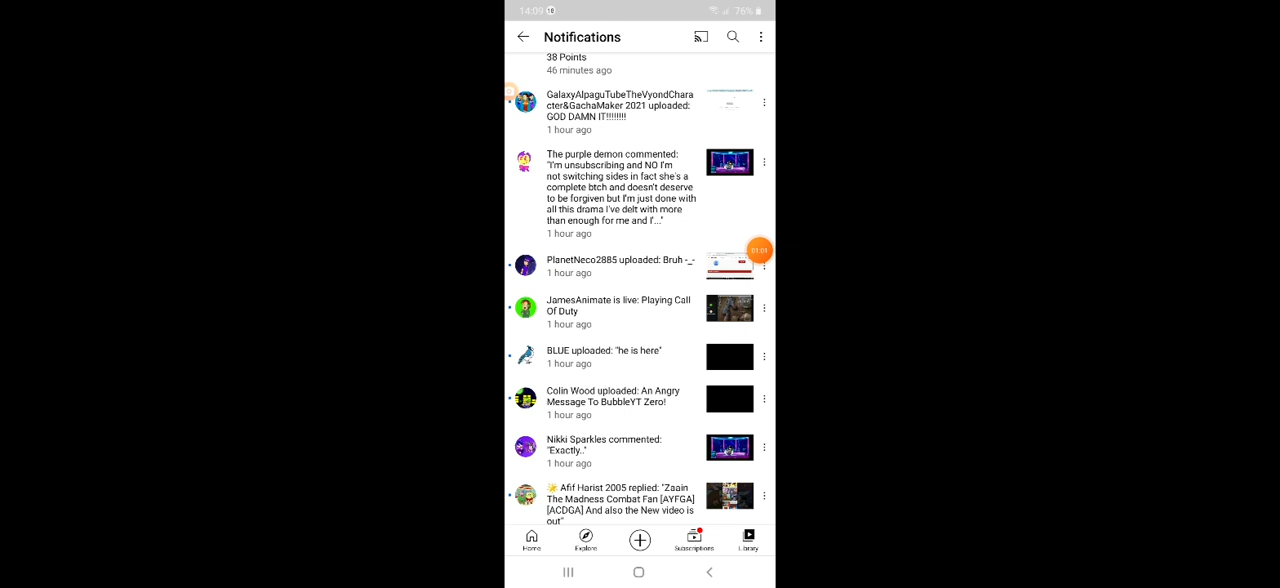 14:09 18 76%
Notifications
38 Points
46 minutes ago
GalaxyAlpaguTubeTheVyondChara
cter&GachaMaker 2021 uploaded:
GOD DAMN IT!!!!!!!!
1 hour ago
The purple demon commented:
"I'm unsubscribing and NO I'm
not switching sides in fact she's a
complete btch and doesn't deserve
to be forgiven but I'm just done with
all this drama I've delt with more
than enough for me and I'..."
1 hour ago
01:01
PlanetNeco2885 uploaded: Bruh -_-
1 hour ago
JamesAnimate is live: Playing Call
Of Duty
1 hour ago
BLUE uploaded: "he is here"
1 hour ago
Colin Wood uploaded: An Angry
Message To BubbleYT Zero!
1 hour ago
Nikki Sparkles commented:
"Exactly.."
1 hour ago
🌟 Afif Harist 2005 replied: "Zaain
The Madness Combat Fan [AYFGA]
[ACDGA] And also the New video is
out"
Home Explore Subscriptions Library